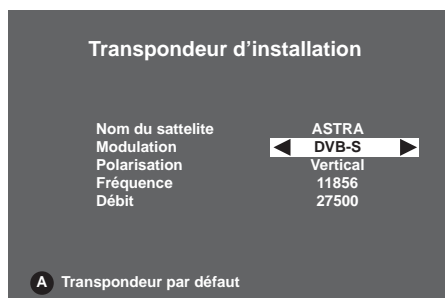 Transpondeur d’installation
Nom du sattelite ASTRA
Modulation DVB-S
Polarisation Vertical
Fréquence 11856
Débit 27500
A Transpondeur par défaut